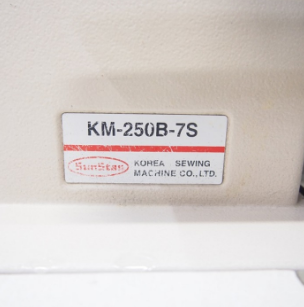 KM-250B-7S
SunStar
KOREA SEWING
MACHINE CO.,LTD.